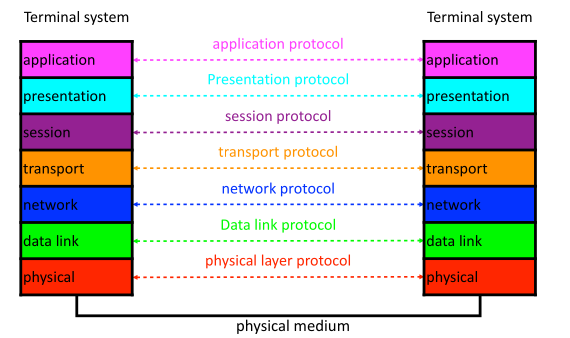 Terminal system Terminal system
application protocol
application application
Presentation protocol
presentation presentation
session protocol
session session
transport protocol
transport transport
network protocol
network network
Data link protocol
data link data link
physical layer protocol
physical physical
physical medium